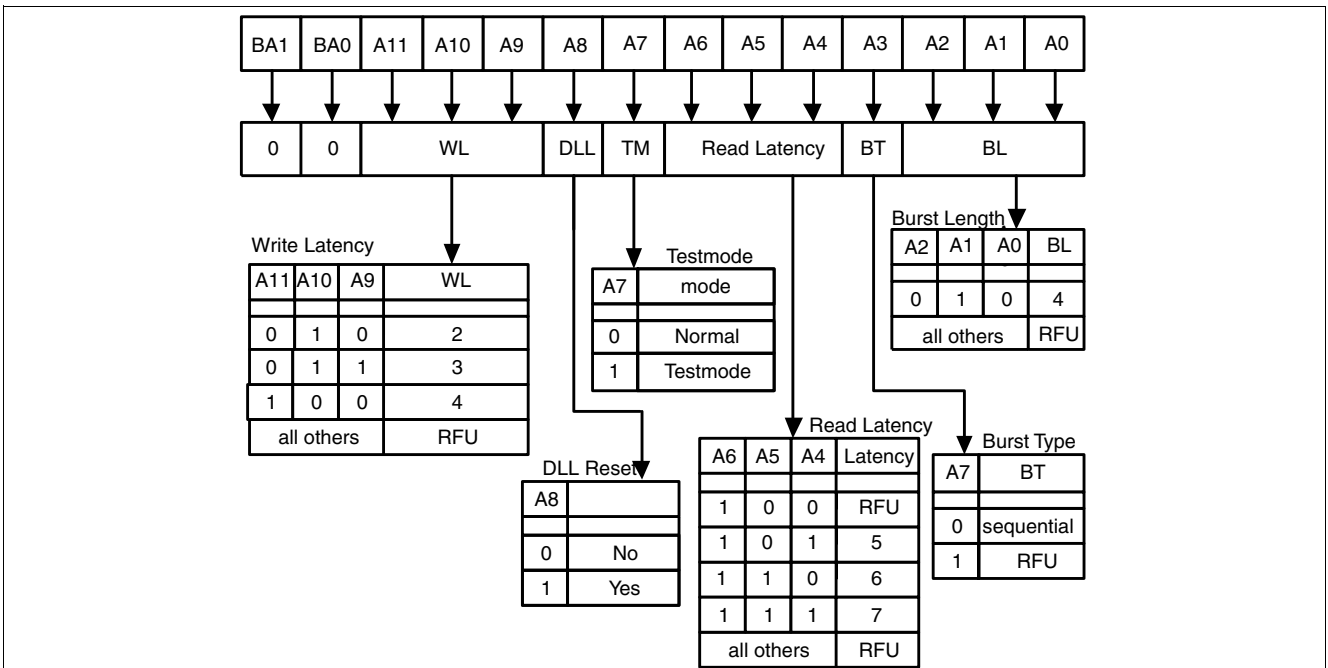 BA1 BA0 A11 A10 A9 A8 A7 A6 A5 A4 A3 A2 A1 A0
0 0 WL DLL TM Read Latency BT BL
Write Latency
A11 A10 A9 WL
0 1 0 2
0 1 1 3
1 0 0 4
all others RFU
DLL Reset
A8
0 No
1 Yes
Testmode
A7 mode
0 Normal
1 Testmode
Read Latency
A6 A5 A4 Latency
1 0 0 RFU
1 0 1 5
1 1 0 6
1 1 1 7
all others RFU
Burst Length
A2 A1 A0 BL
0 1 0 4
all others RFU
Burst Type
A7 BT
0 sequential
1 RFU